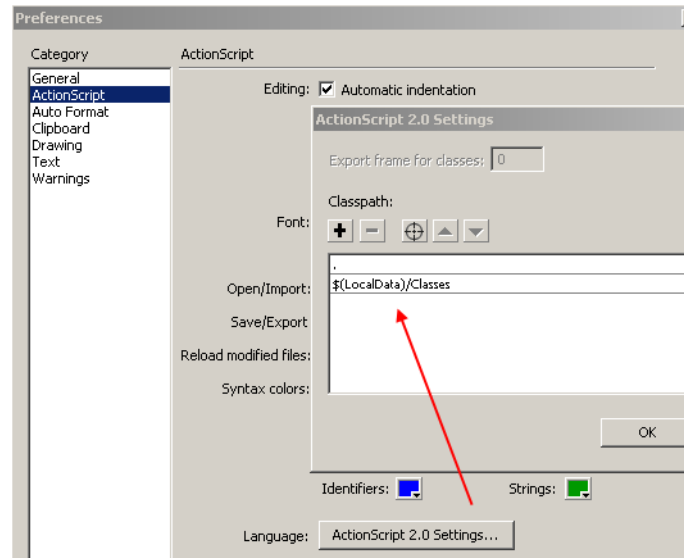 Preferences
Category
ActionScript
General
ActionScript
Auto Format
Clipboard
Drawing
Text
Warnings
Editing:
Automatic indentation
ActionScript 2.0 Settings
Export frame for classes: 0
Classpath:
Font:
.
$(LocalData)/Classes
Open/Import:
Save/Export
Reload modified files:
Syntax colors:
OK
Identifiers:
Strings:
Language:
ActionScript 2.0 Settings...